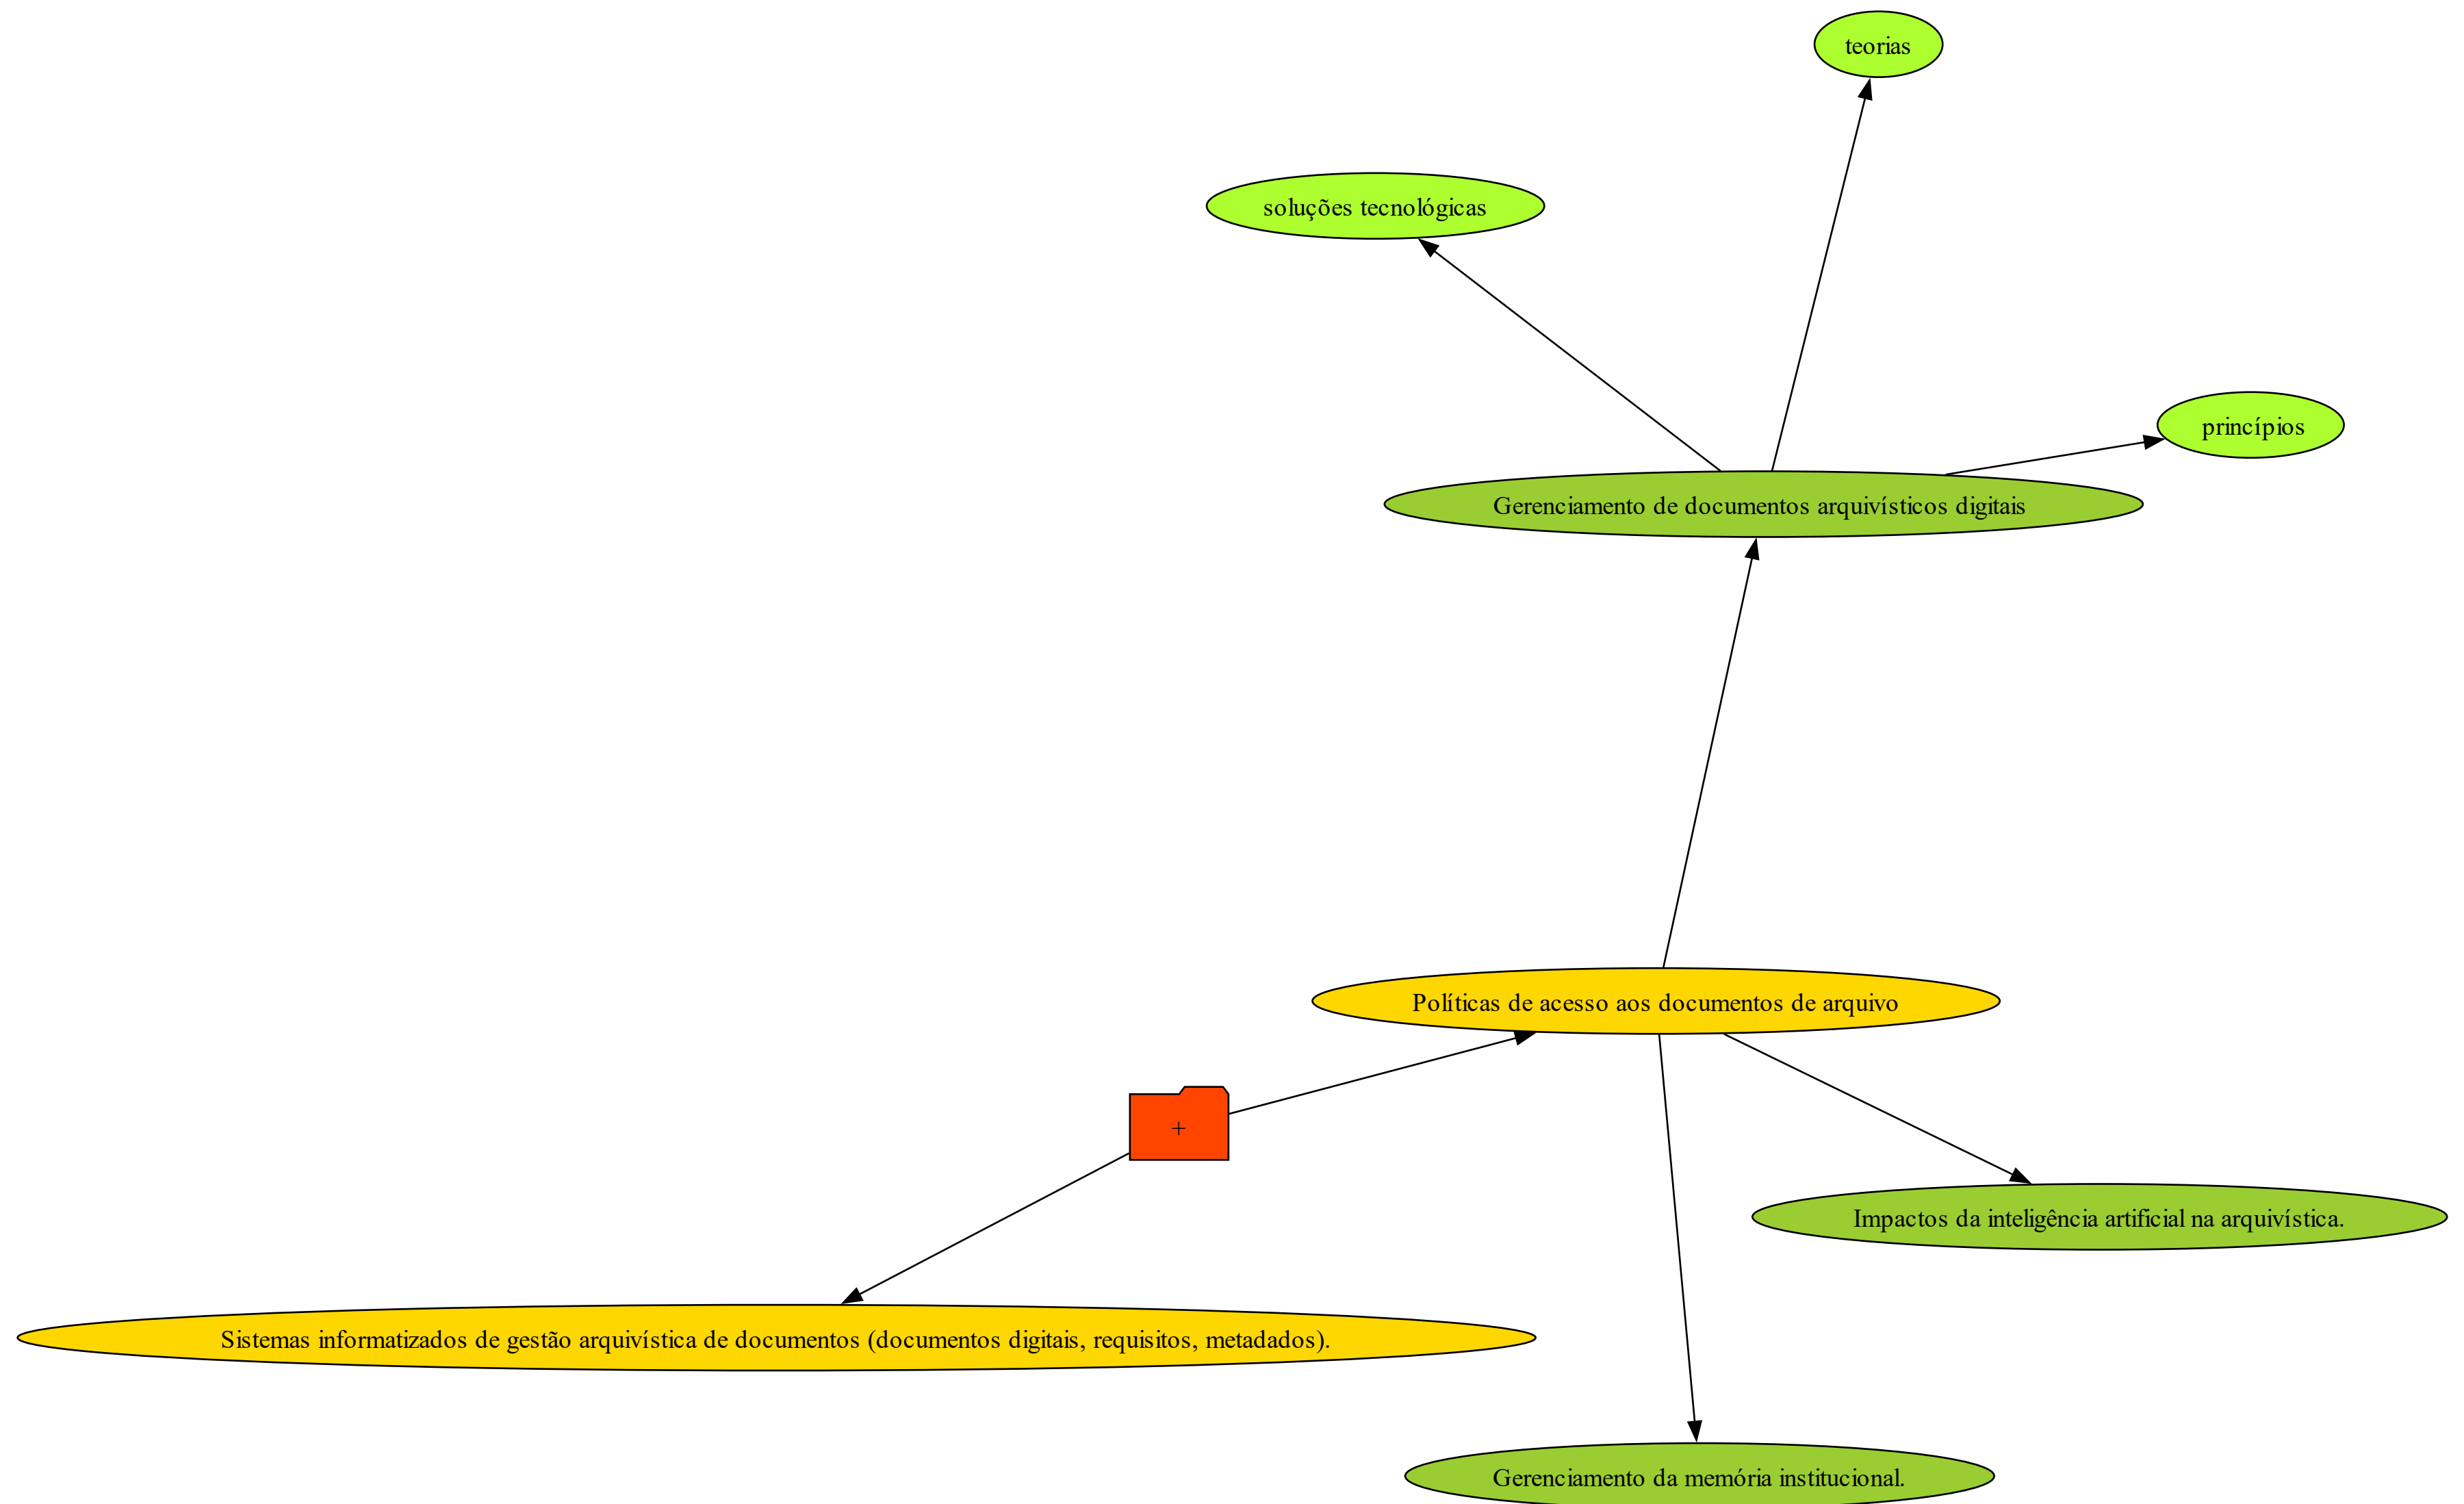 teorias
soluções tecnológicas
princípios
Gerenciamento de documentos arquivísticos digitais
Políticas de acesso aos documentos de arquivo
+
Impactos da inteligência artificial na arquivística.
Sistemas informatizados de gestão arquivística de documentos (documentos digitais, requisitos, metadados).
Gerenciamento da memória institucional.